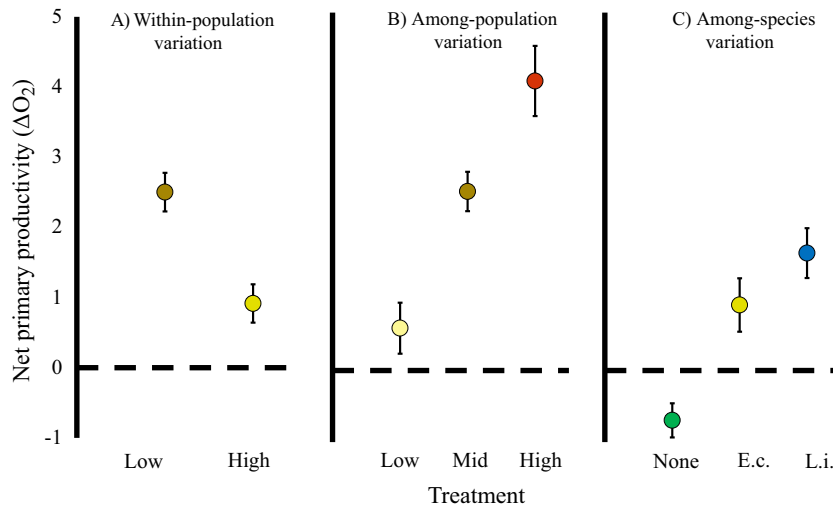 A) Within-population
variation
B) Among-population
variation
C) Among-species
variation
Net primary productivity (ΔO₂)
5
4
3
2
1
0
-1
Low
High
Low
Mid
High
None
E.c.
L.i.
Treatment